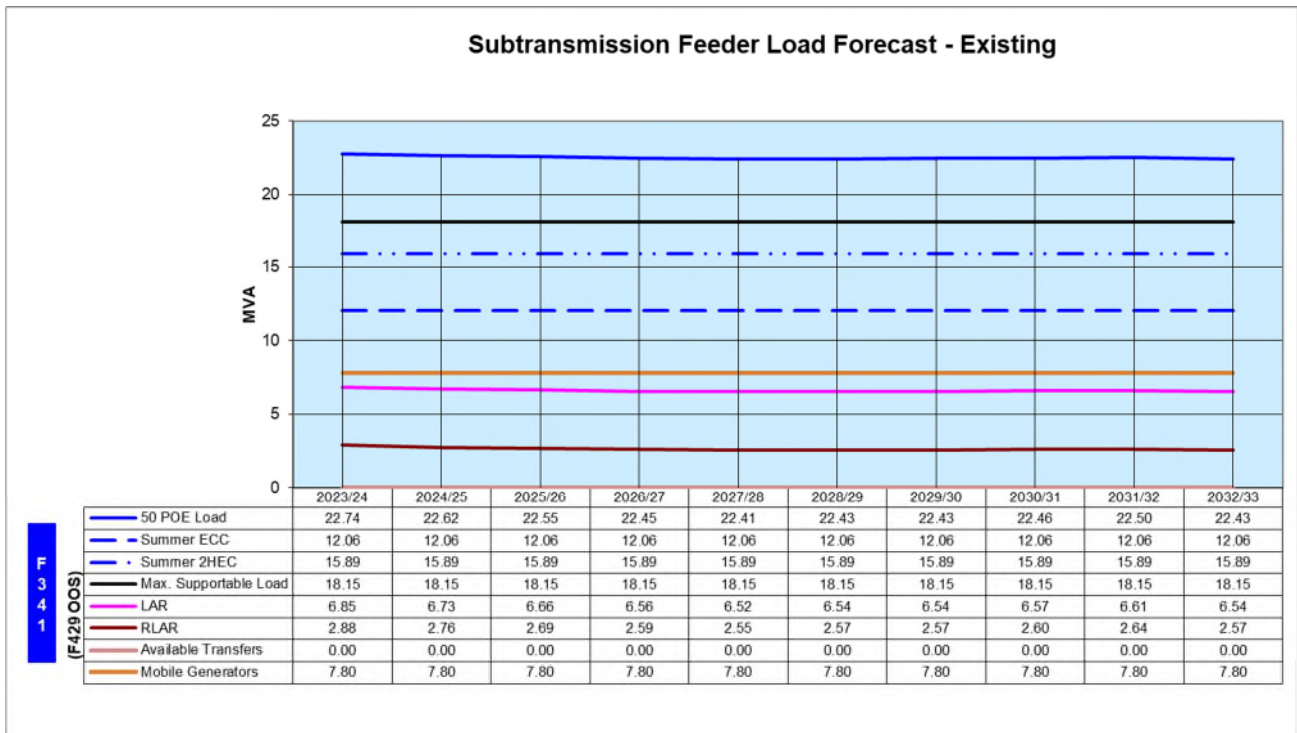 Subtransmission Feeder Load Forecast - Existing
25
20
15
10
5
0
MVA
2023/24 2024/25 2025/26 2026/27 2027/28 2028/29 2029/30 2030/31 2031/32 2032/33
50 POE Load 22.74 22.62 22.55 22.45 22.41 22.43 22.43 22.46 22.50 22.43
Summer ECC 12.06 12.06 12.06 12.06 12.06 12.06 12.06 12.06 12.06 12.06
Summer 2HEC 15.89 15.89 15.89 15.89 15.89 15.89 15.89 15.89 15.89 15.89
Max. Supportable Load 18.15 18.15 18.15 18.15 18.15 18.15 18.15 18.15 18.15 18.15
LAR 6.85 6.73 6.66 6.56 6.52 6.54 6.54 6.57 6.61 6.54
RLAR 2.88 2.76 2.69 2.59 2.55 2.57 2.57 2.60 2.64 2.57
Available Transfers 0.00 0.00 0.00 0.00 0.00 0.00 0.00 0.00 0.00 0.00
Mobile Generators 7.80 7.80 7.80 7.80 7.80 7.80 7.80 7.80 7.80 7.80
F
3
4
1
(F429 OOS)